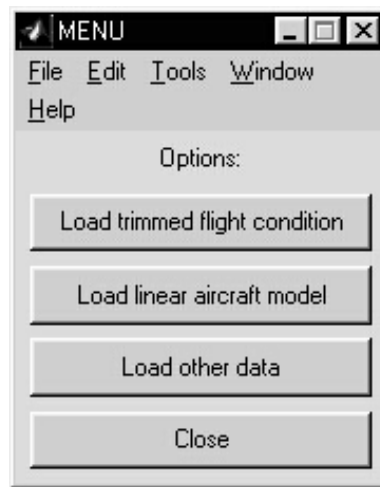 MENU
File Edit Tools Window
Help
Options:
Load trimmed flight condition
Load linear aircraft model
Load other data
Close